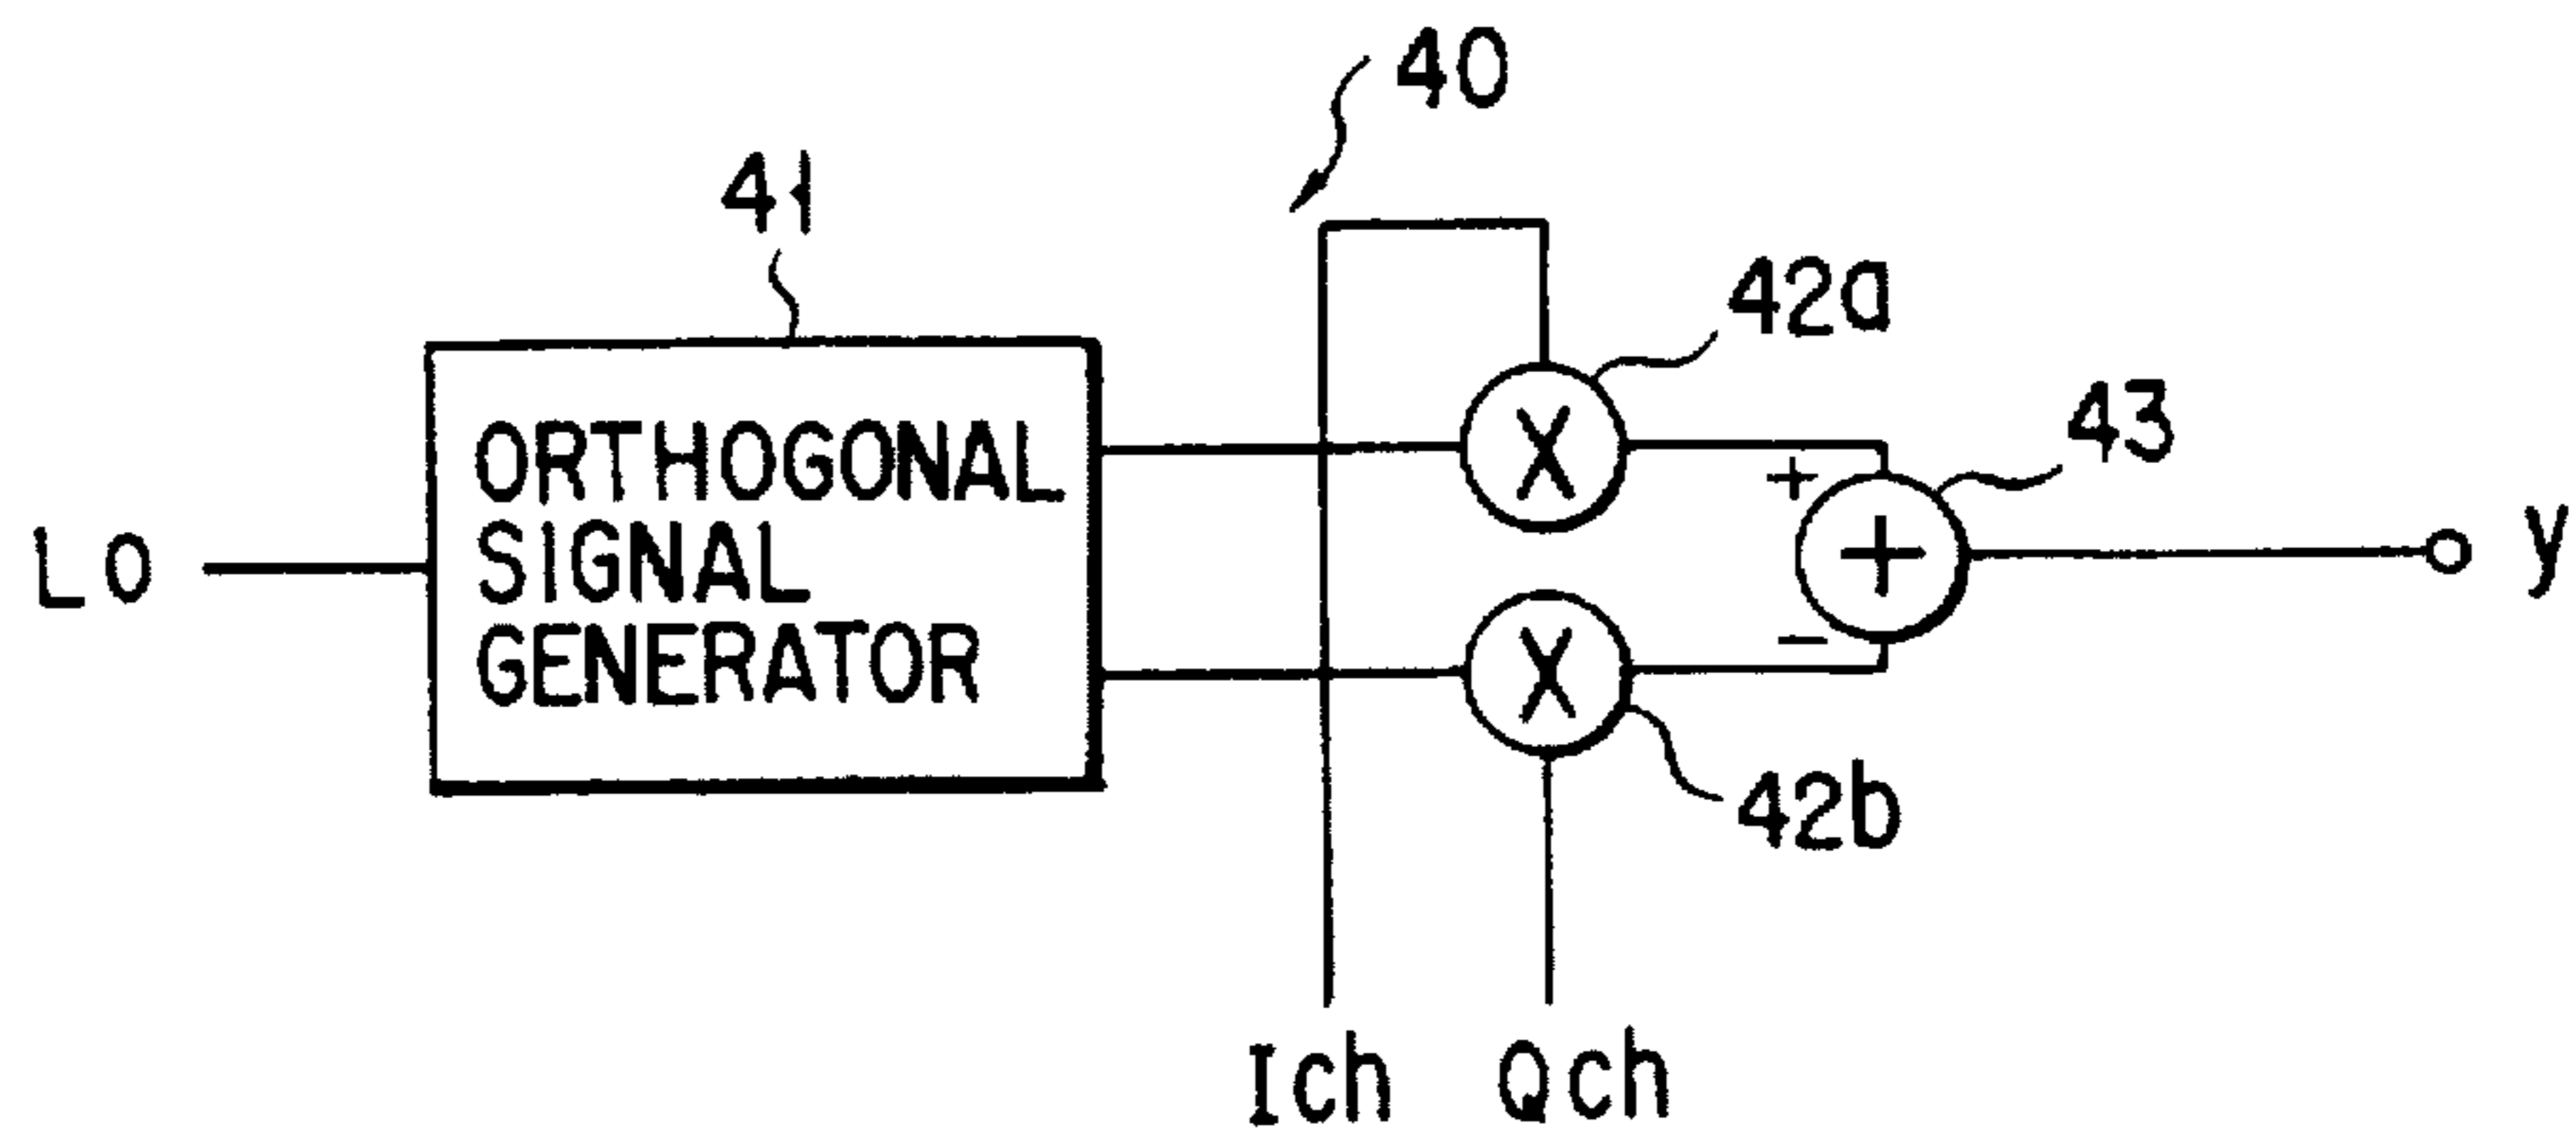 40
41
42a
43
ORTHOGONAL
SIGNAL
GENERATOR
LO
X
+
+
y
−
X
42b
Ich
Qch